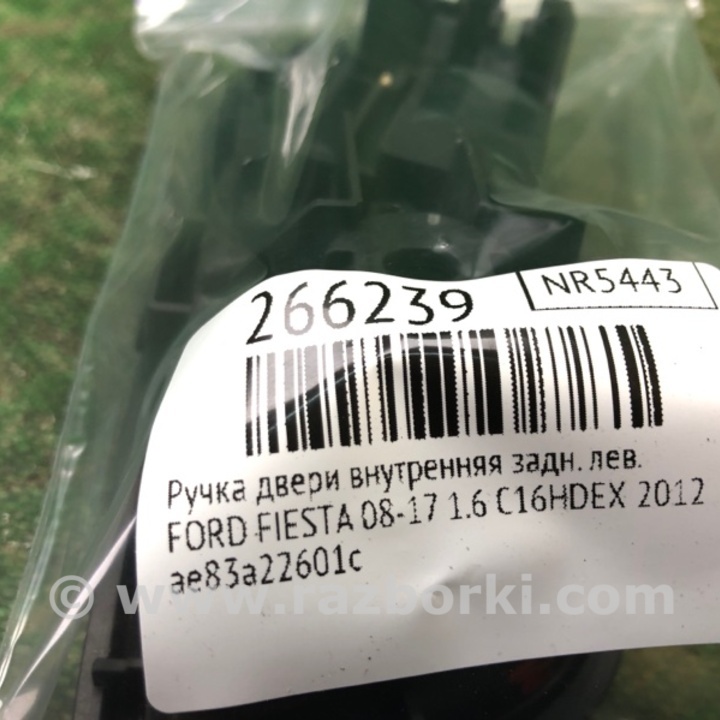 266239
NR5443
Ручка двери внутренняя задн. лев.
FORD FIESTA 08-17 1.6 C16HDEX 2012
ae83a22601c
© www.razborki.com